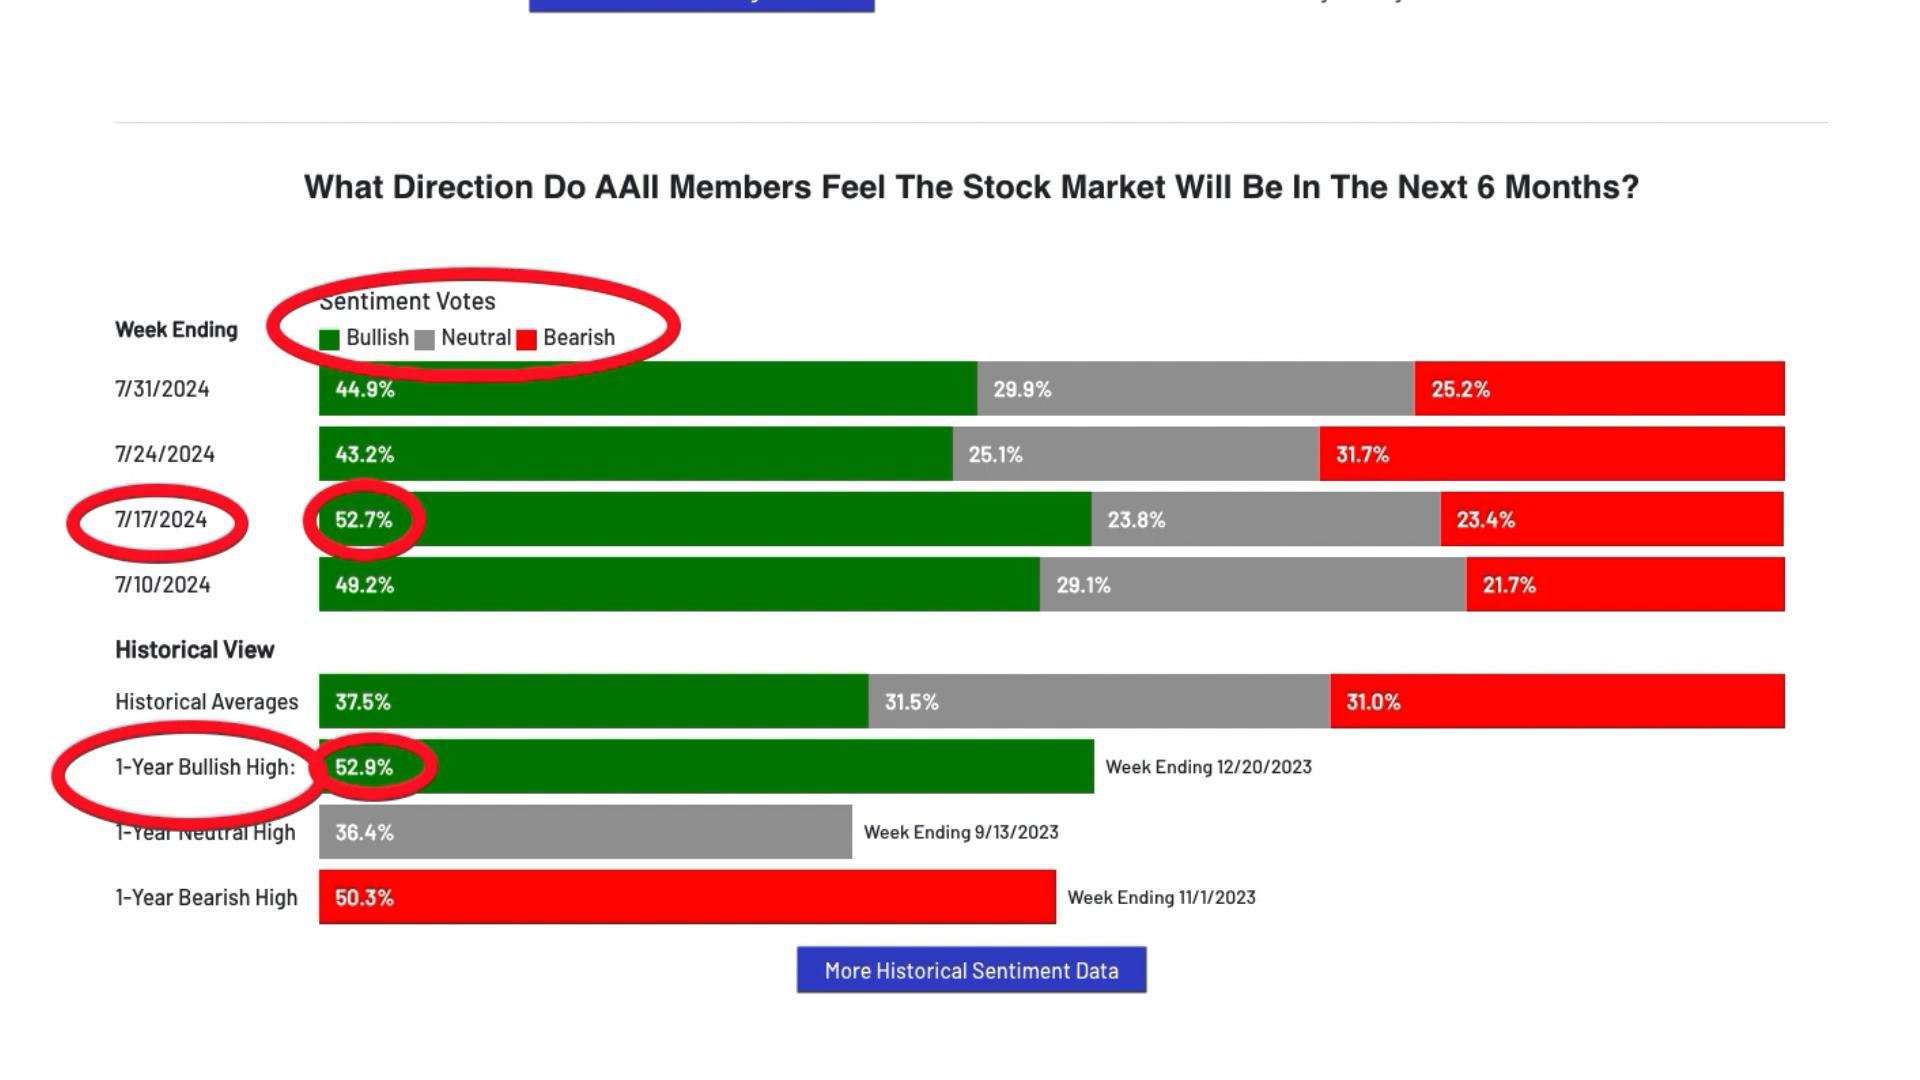 What Direction Do AAII Members Feel The Stock Market Will Be In The Next 6 Months?
Sentiment Votes
Week Ending
Bullish Neutral Bearish
7/31/2024 44.9% 29.9% 25.2%
7/24/2024 43.2% 25.1% 31.7%
7/17/2024 52.7% 23.8% 23.4%
7/10/2024 49.2% 29.1% 21.7%
Historical View
Historical Averages 37.5% 31.5% 31.0%
1-Year Bullish High: 52.9% Week Ending 12/20/2023
1-Year Neutral High 36.4% Week Ending 9/13/2023
1-Year Bearish High 50.3% Week Ending 11/1/2023
More Historical Sentiment Data